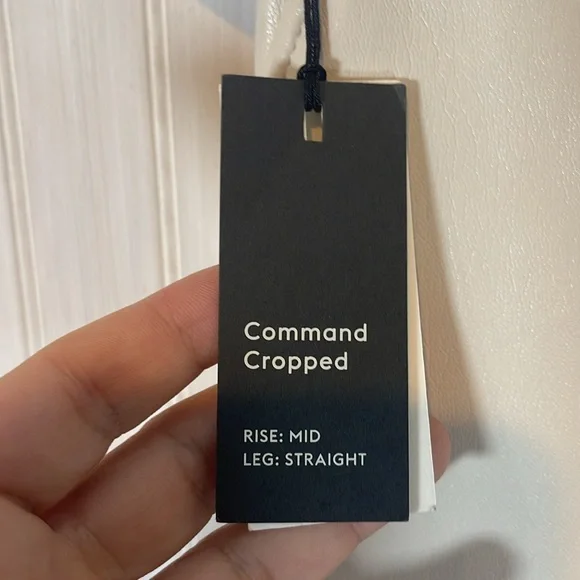 Command
Cropped
RISE: MID
LEG: STRAIGHT